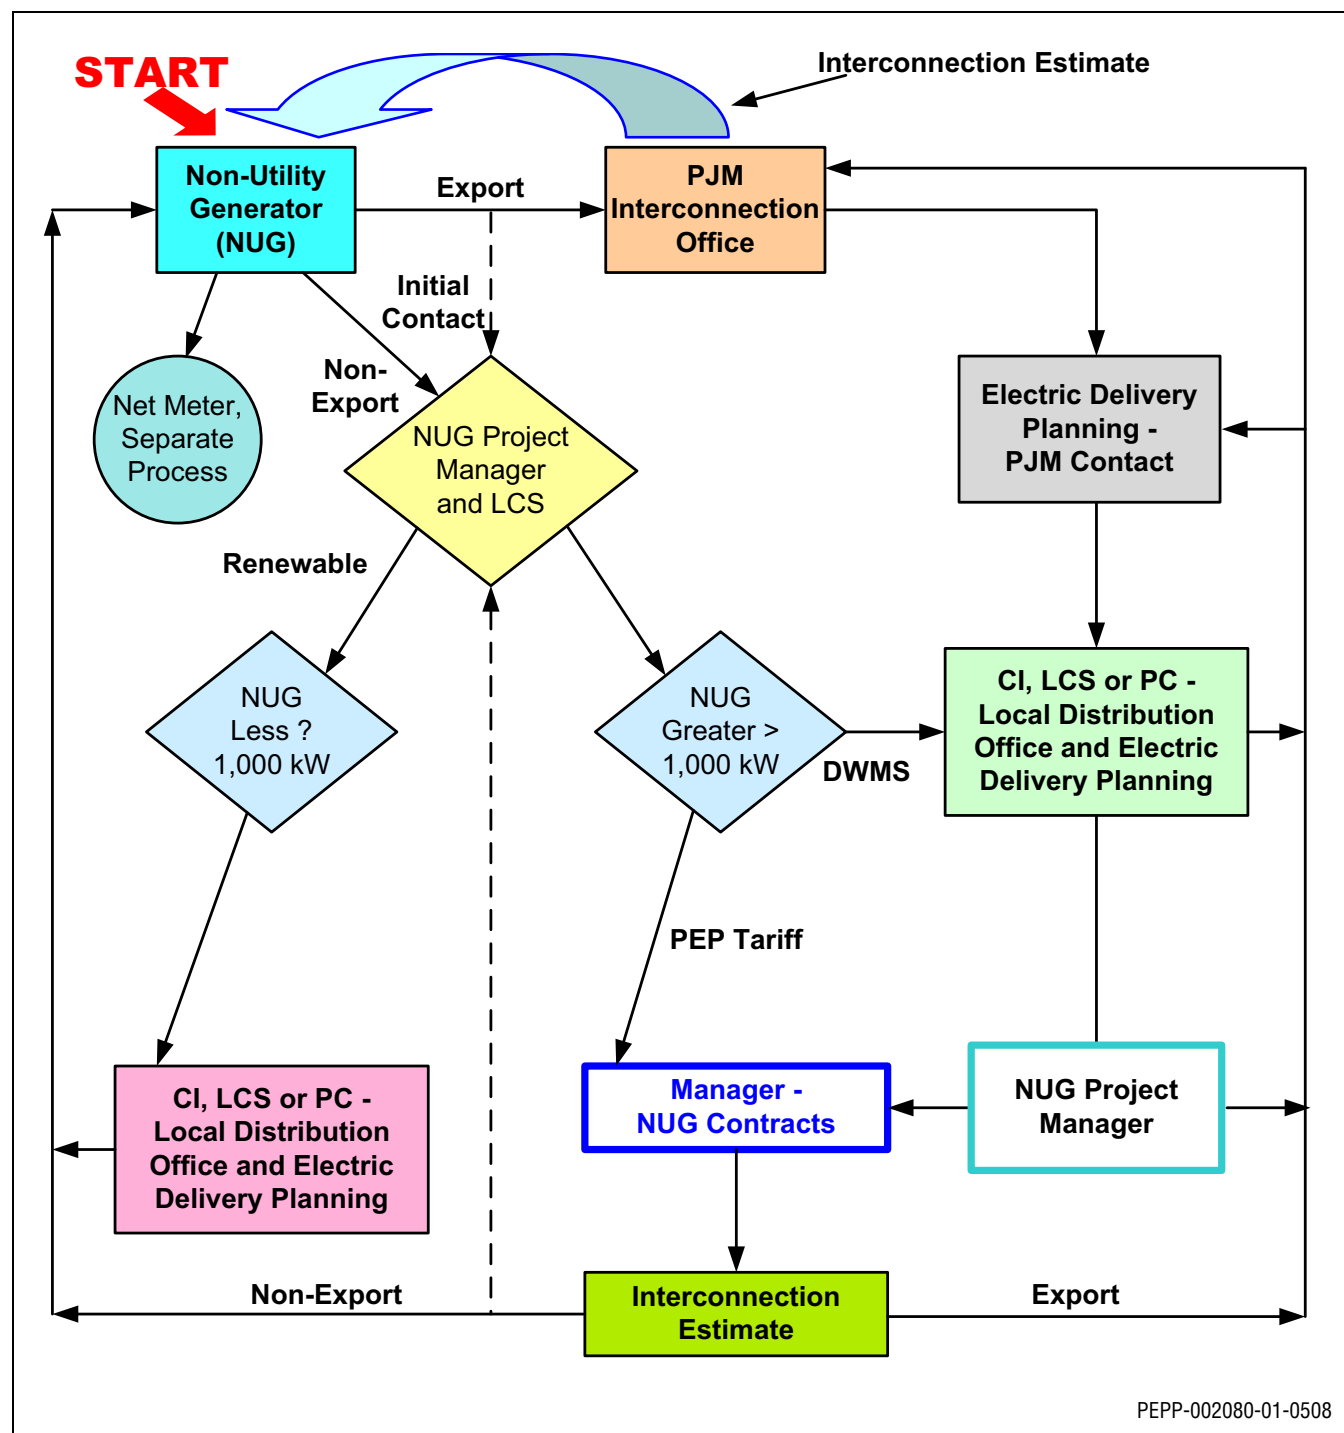 START
Interconnection Estimate
Non-Utility
Generator
(NUG)
Export
PJM
Interconnection
Office
Initial
Contact
Non-
Export
Net Meter,
Separate
Process
NUG Project
Manager
and LCS
Electric Delivery
Planning -
PJM Contact
Renewable
NUG
Less ?
1,000 kW
NUG
Greater >
1,000 kW
DWMS
CI, LCS or PC -
Local Distribution
Office and Electric
Delivery Planning
PEP Tariff
CI, LCS or PC -
Local Distribution
Office and Electric
Delivery Planning
Manager -
NUG Contracts
NUG Project
Manager
Non-Export
Interconnection
Estimate
Export
PEPP-002080-01-0508